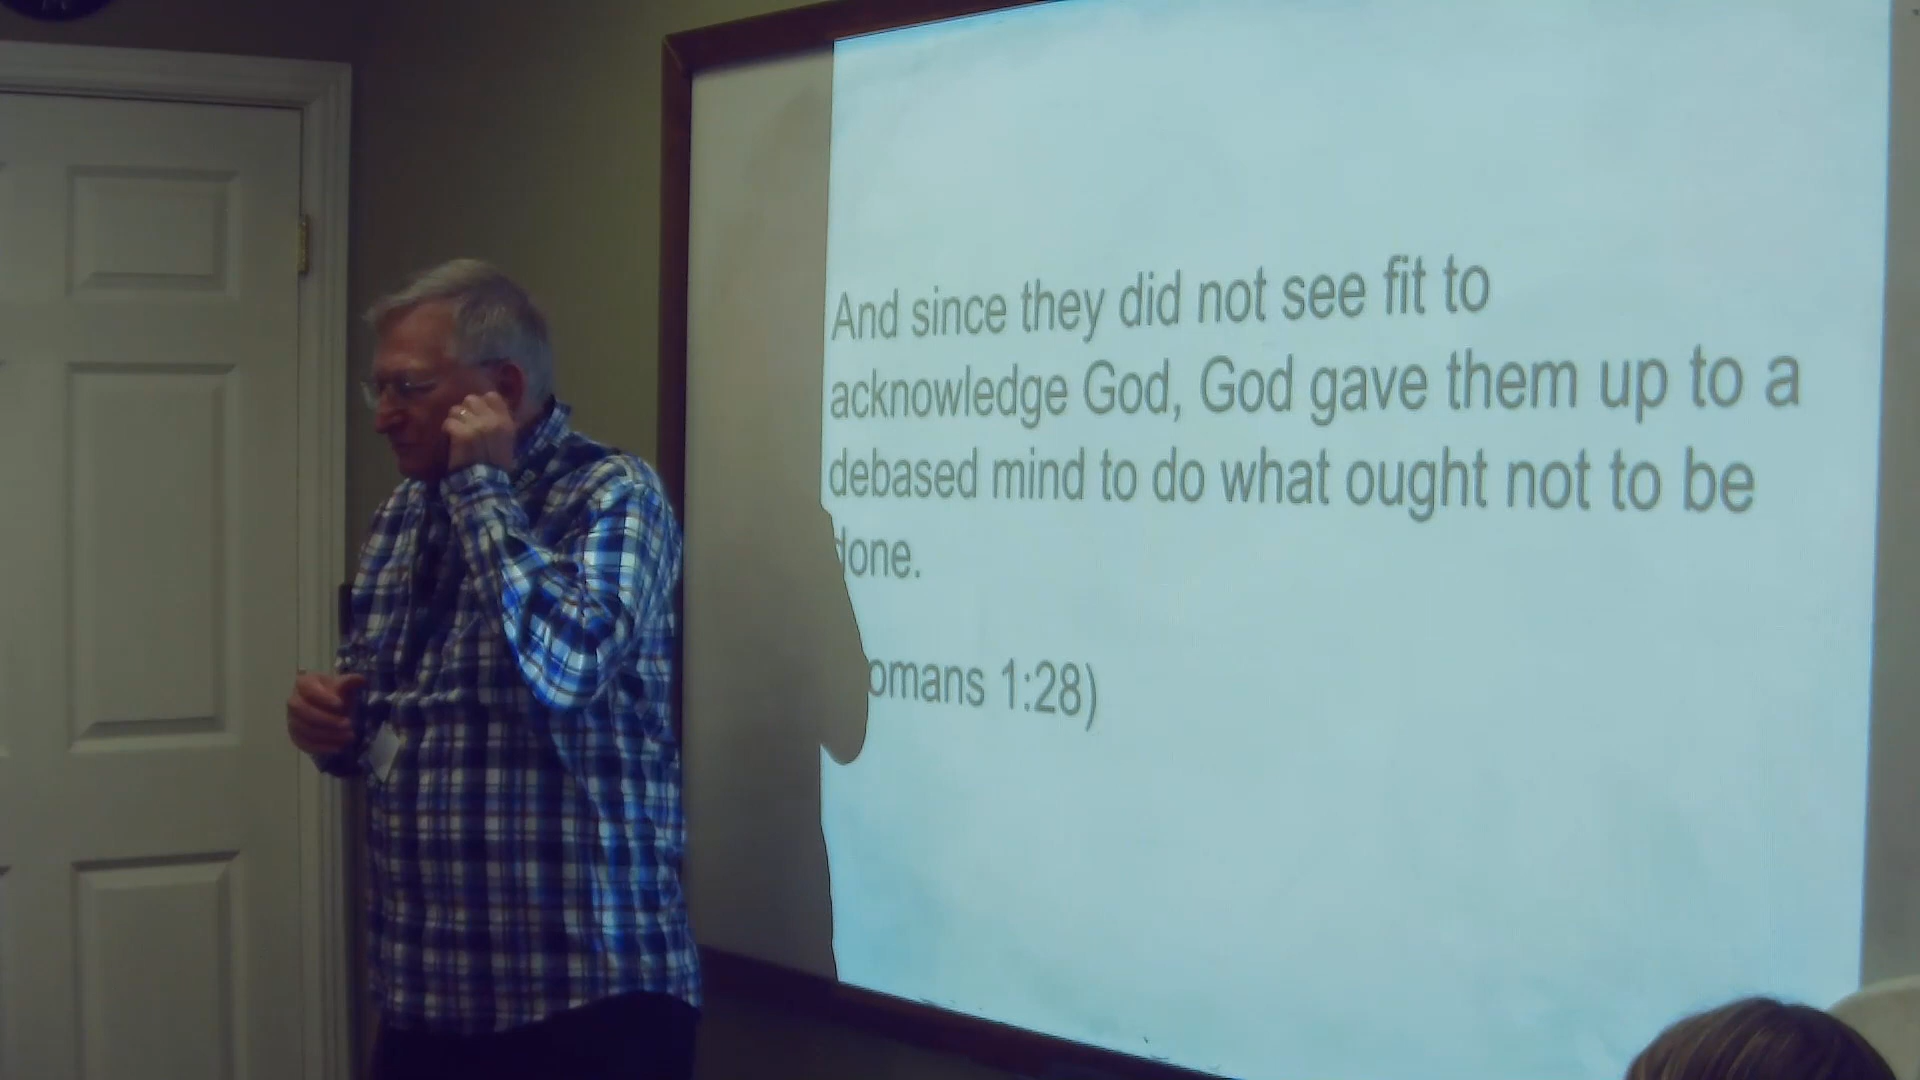 And since they did not see fit to
acknowledge God, God gave them up to a
debased mind to do what ought not to be
done.
omans 1:28)